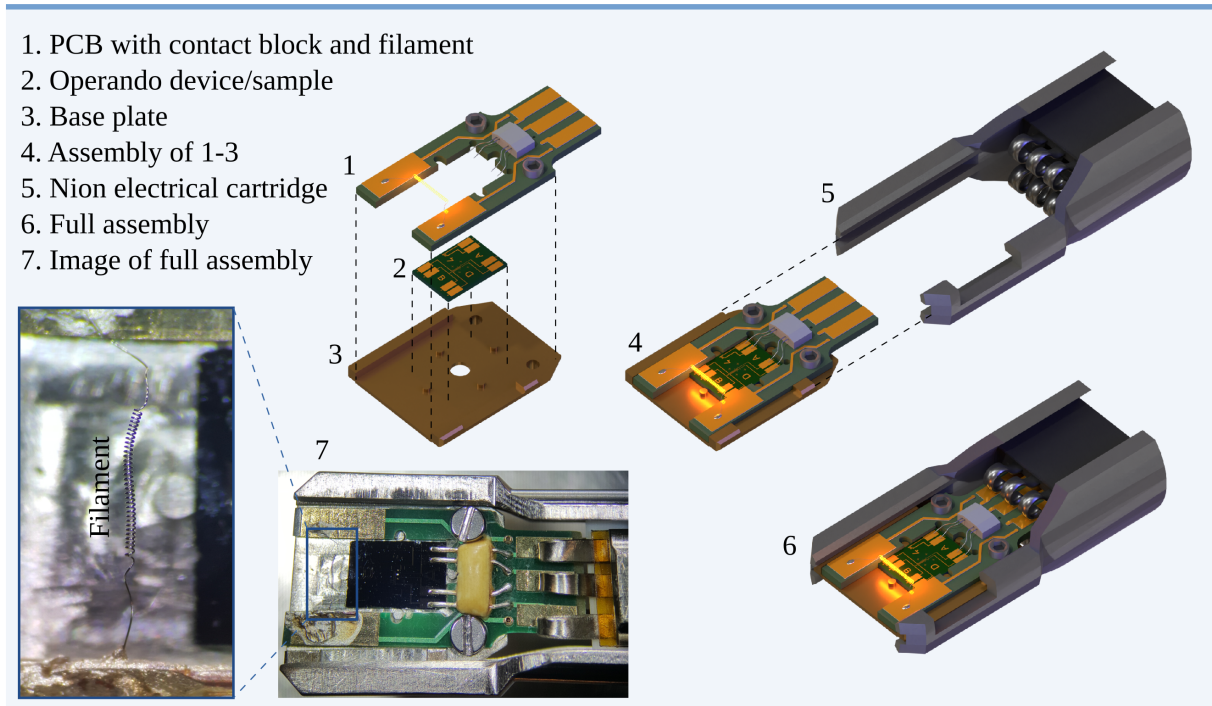 1. PCB with contact block and filament
2. Operando device/sample
3. Base plate
4. Assembly of 1-3
5. Nion electrical cartridge
6. Full assembly
7. Image of full assembly
1
2
3
4
5
6
7
Filament
A
D